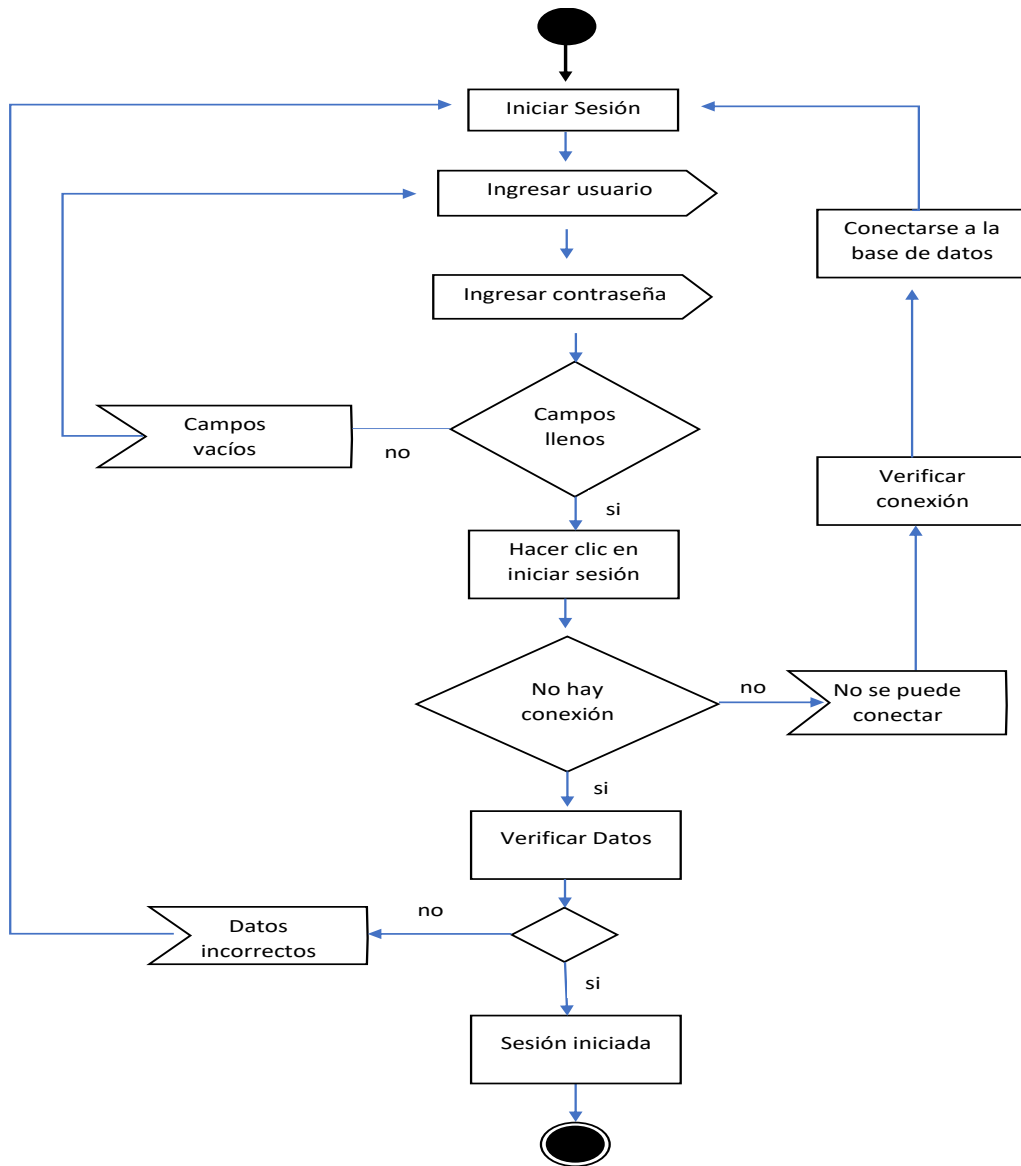 Iniciar Sesión
Ingresar usuario
Conectarse a la
base de datos
Ingresar contraseña
Campos
vacíos
no
Campos
llenos
si
Verificar
conexión
Hacer clic en
iniciar sesión
No hay
conexión
no
No se puede
conectar
si
Verificar Datos
Datos
incorrectos
no
si
Sesión iniciada